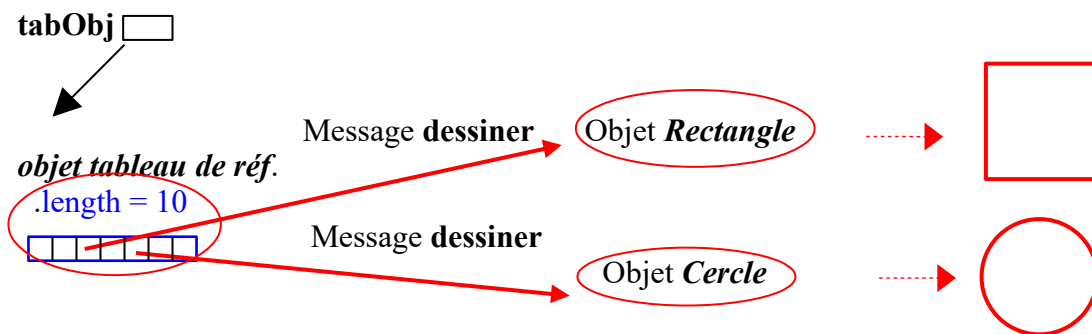 tabObj
Message dessiner
Objet Rectangle
objet tableau de réf.
.length = 10
Message dessiner
Objet Cercle